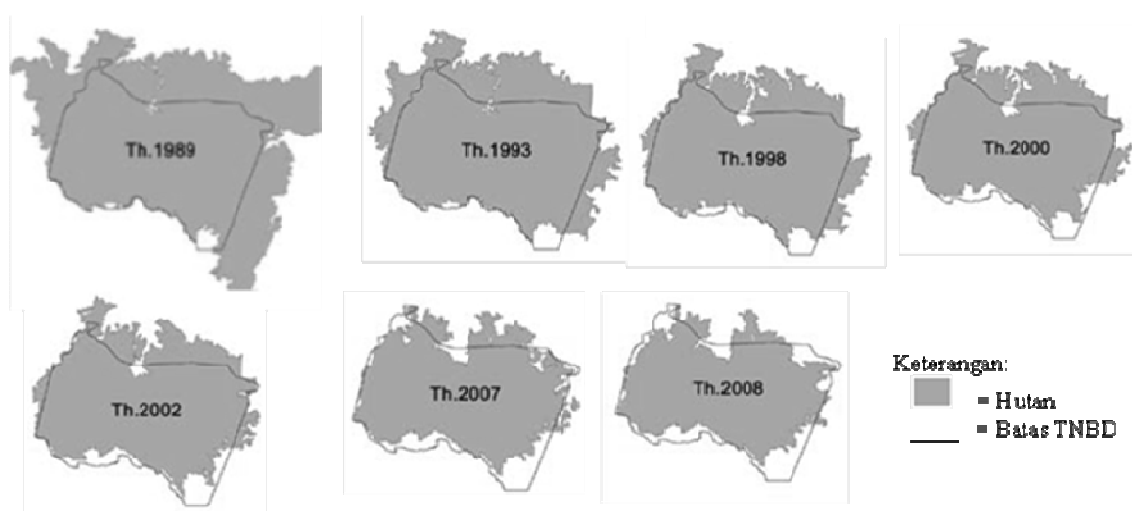 Th.1989
Th.1993
Th.1998
Th.2000
Th.2002
Th.2007
Th.2008
Keterangan:
= Hutan
= Batas TNBD